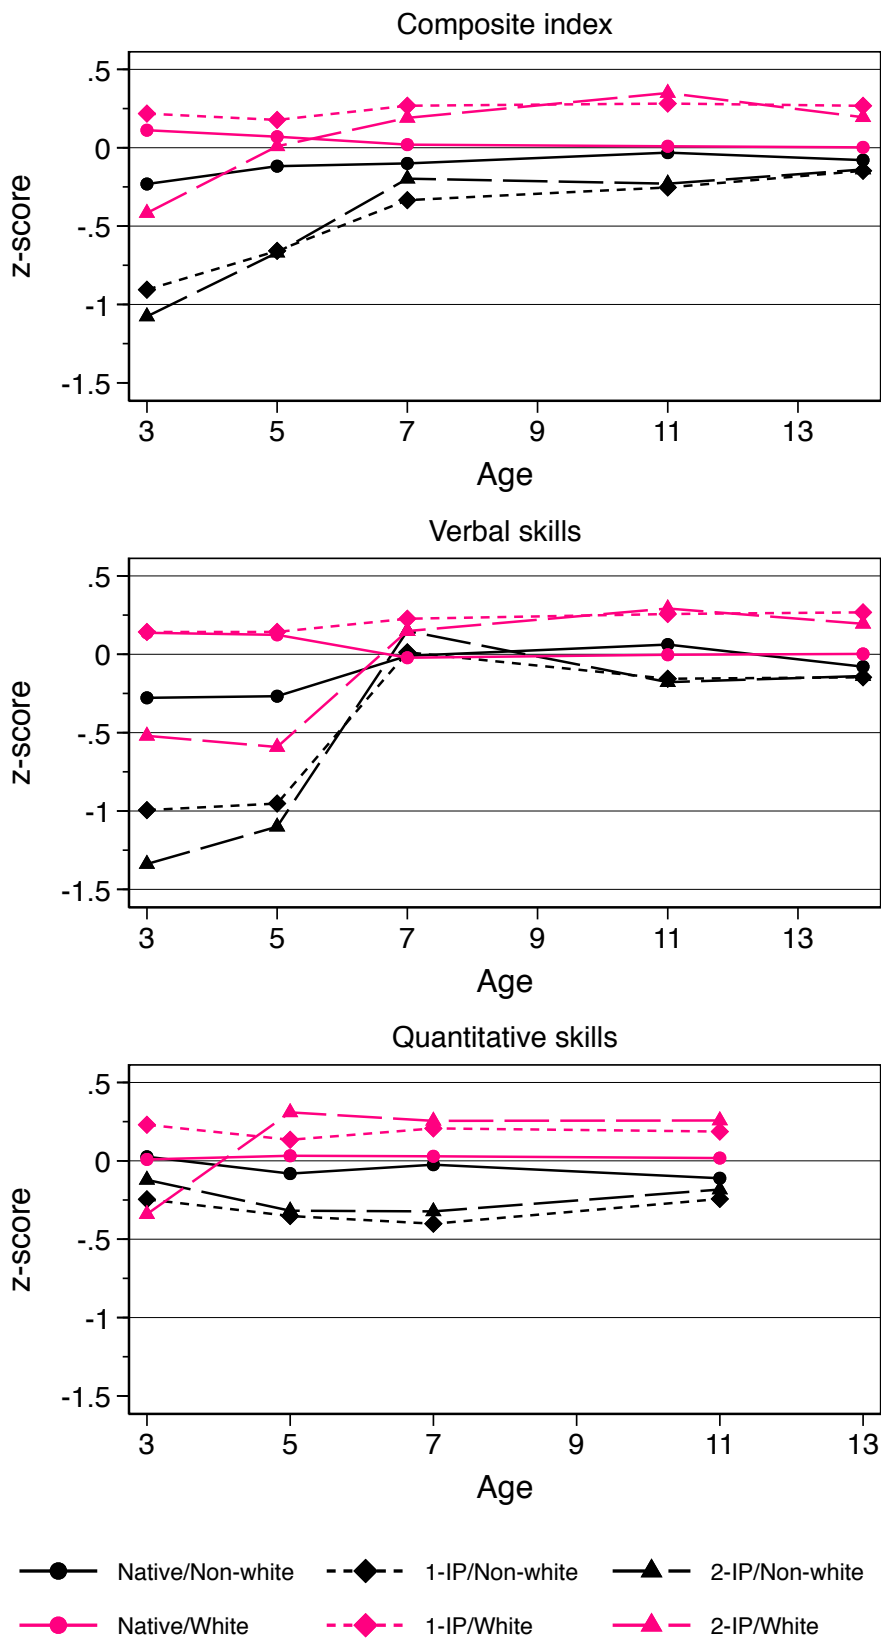 Composite index
.5
0
-.5
-1
-1.5
z-score
3 5 7 9 11 13
Age
Verbal skills
.5
0
-.5
-1
-1.5
z-score
3 5 7 9 11 13
Age
Quantitative skills
.5
0
-.5
-1
-1.5
z-score
3 5 7 9 11 13
Age
Native/Non-white 1-IP/Non-white 2-IP/Non-white
Native/White 1-IP/White 2-IP/White